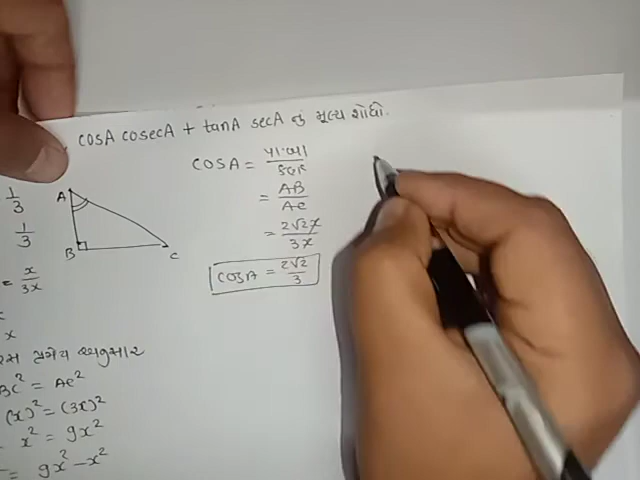 cosA cosecA + tanA secA નું મૂલ્ય શોધો.
1/3
1/3
= x/3x
x
A
B
C
cosA = પા.બા/કર્ણ
= AB/AC
= 2√2x/3x
cosA = 2√2/3
પ્રમેય અનુસાર
BC² = AC²
(x)² = (3x)²
x² = 9x²
= 9x² - x²